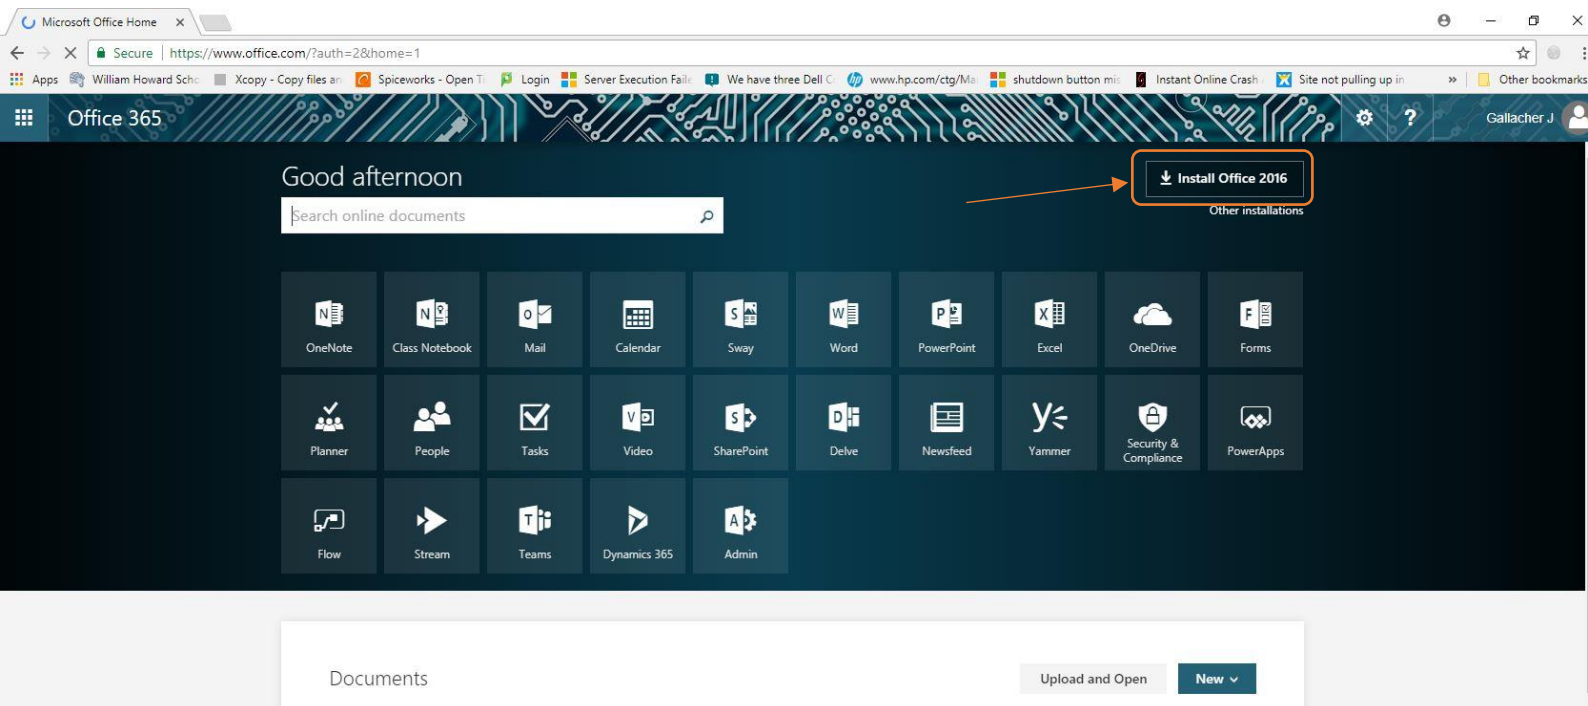 Microsoft Office Home
Secure https://www.office.com/?auth=2&home=1
Apps William Howard Scho Xcopy - Copy files an Spiceworks - Open Ti Login Server Execution Faile We have three Dell C www.hp.com/ctg/Ma shutdown button mis Instant Online Crash Site not pulling up in » Other bookmarks
Office 365 ? Gallacher J
Good afternoon
Install Office 2016
Search online documents
Other installations
OneNote Class Notebook Mail Calendar Sway Word PowerPoint Excel OneDrive Forms
Planner People Tasks Video SharePoint Delve Newsfeed Yammer Security & PowerApps
Compliance
Flow Stream Teams Dynamics 365 Admin
Documents Upload and Open New